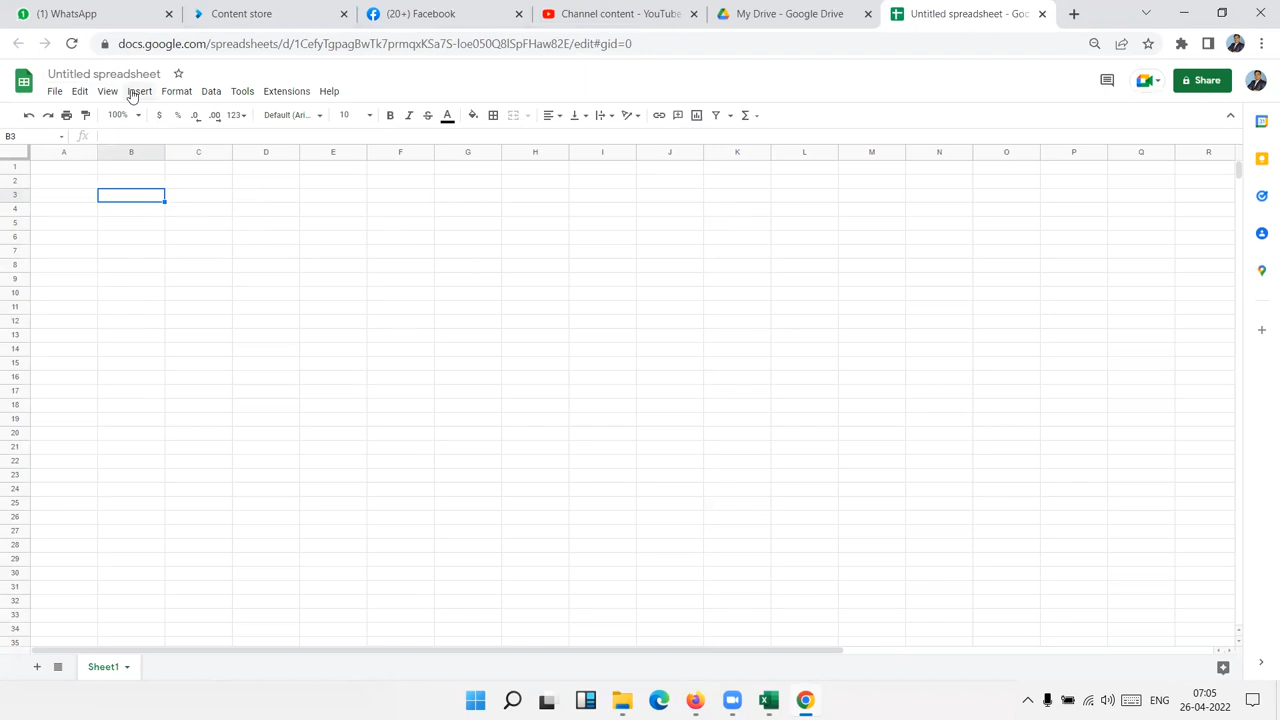 (1) WhatsApp
Content store
(20+) Facebook
Channel content - YouTube
My Drive - Google Drive
Untitled spreadsheet - Goo
docs.google.com/spreadsheets/d/1CefyTgpagBwTk7prmqxKSa7S-Ioe050Q8lSpFHaw82E/edit#gid=0
Untitled spreadsheet
File Edit View Insert Format Data Tools Extensions Help
Share
100% $ % .0 .00 123 Default (Ari... 10 B I S A
B3 fx
A B C D E F G H I J K L M N O P Q R
1
2
3
4
5
6
7
8
9
10
11
12
13
14
15
16
17
18
19
20
21
22
23
24
25
26
27
28
29
30
31
32
33
34
35
Sheet1
ENG
07:05
26-04-2022